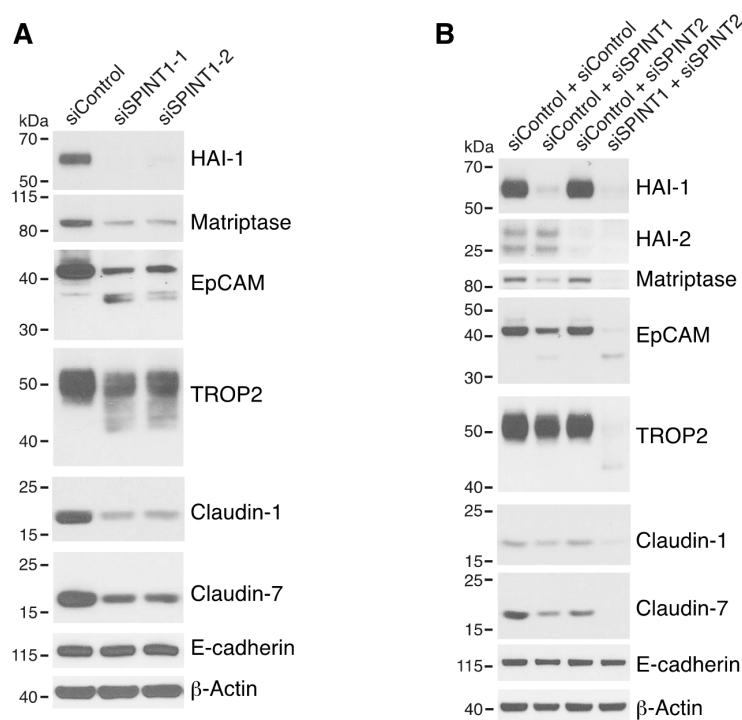 A
siControl
siSPINT1-1
siSPINT1-2
kDa
70
50
HAI-1
115
80
Matriptase
40
30
EpCAM
50
40
TROP2
25
15
Claudin-1
25
15
Claudin-7
115
E-cadherin
40
β-Actin
B
siControl + siControl
siControl + siSPINT1
siControl + siSPINT2
siSPINT1 + siSPINT2
kDa
70
50
HAI-1
25
HAI-2
80
Matriptase
50
40
30
EpCAM
50
40
TROP2
25
15
Claudin-1
25
15
Claudin-7
115
E-cadherin
40
β-Actin